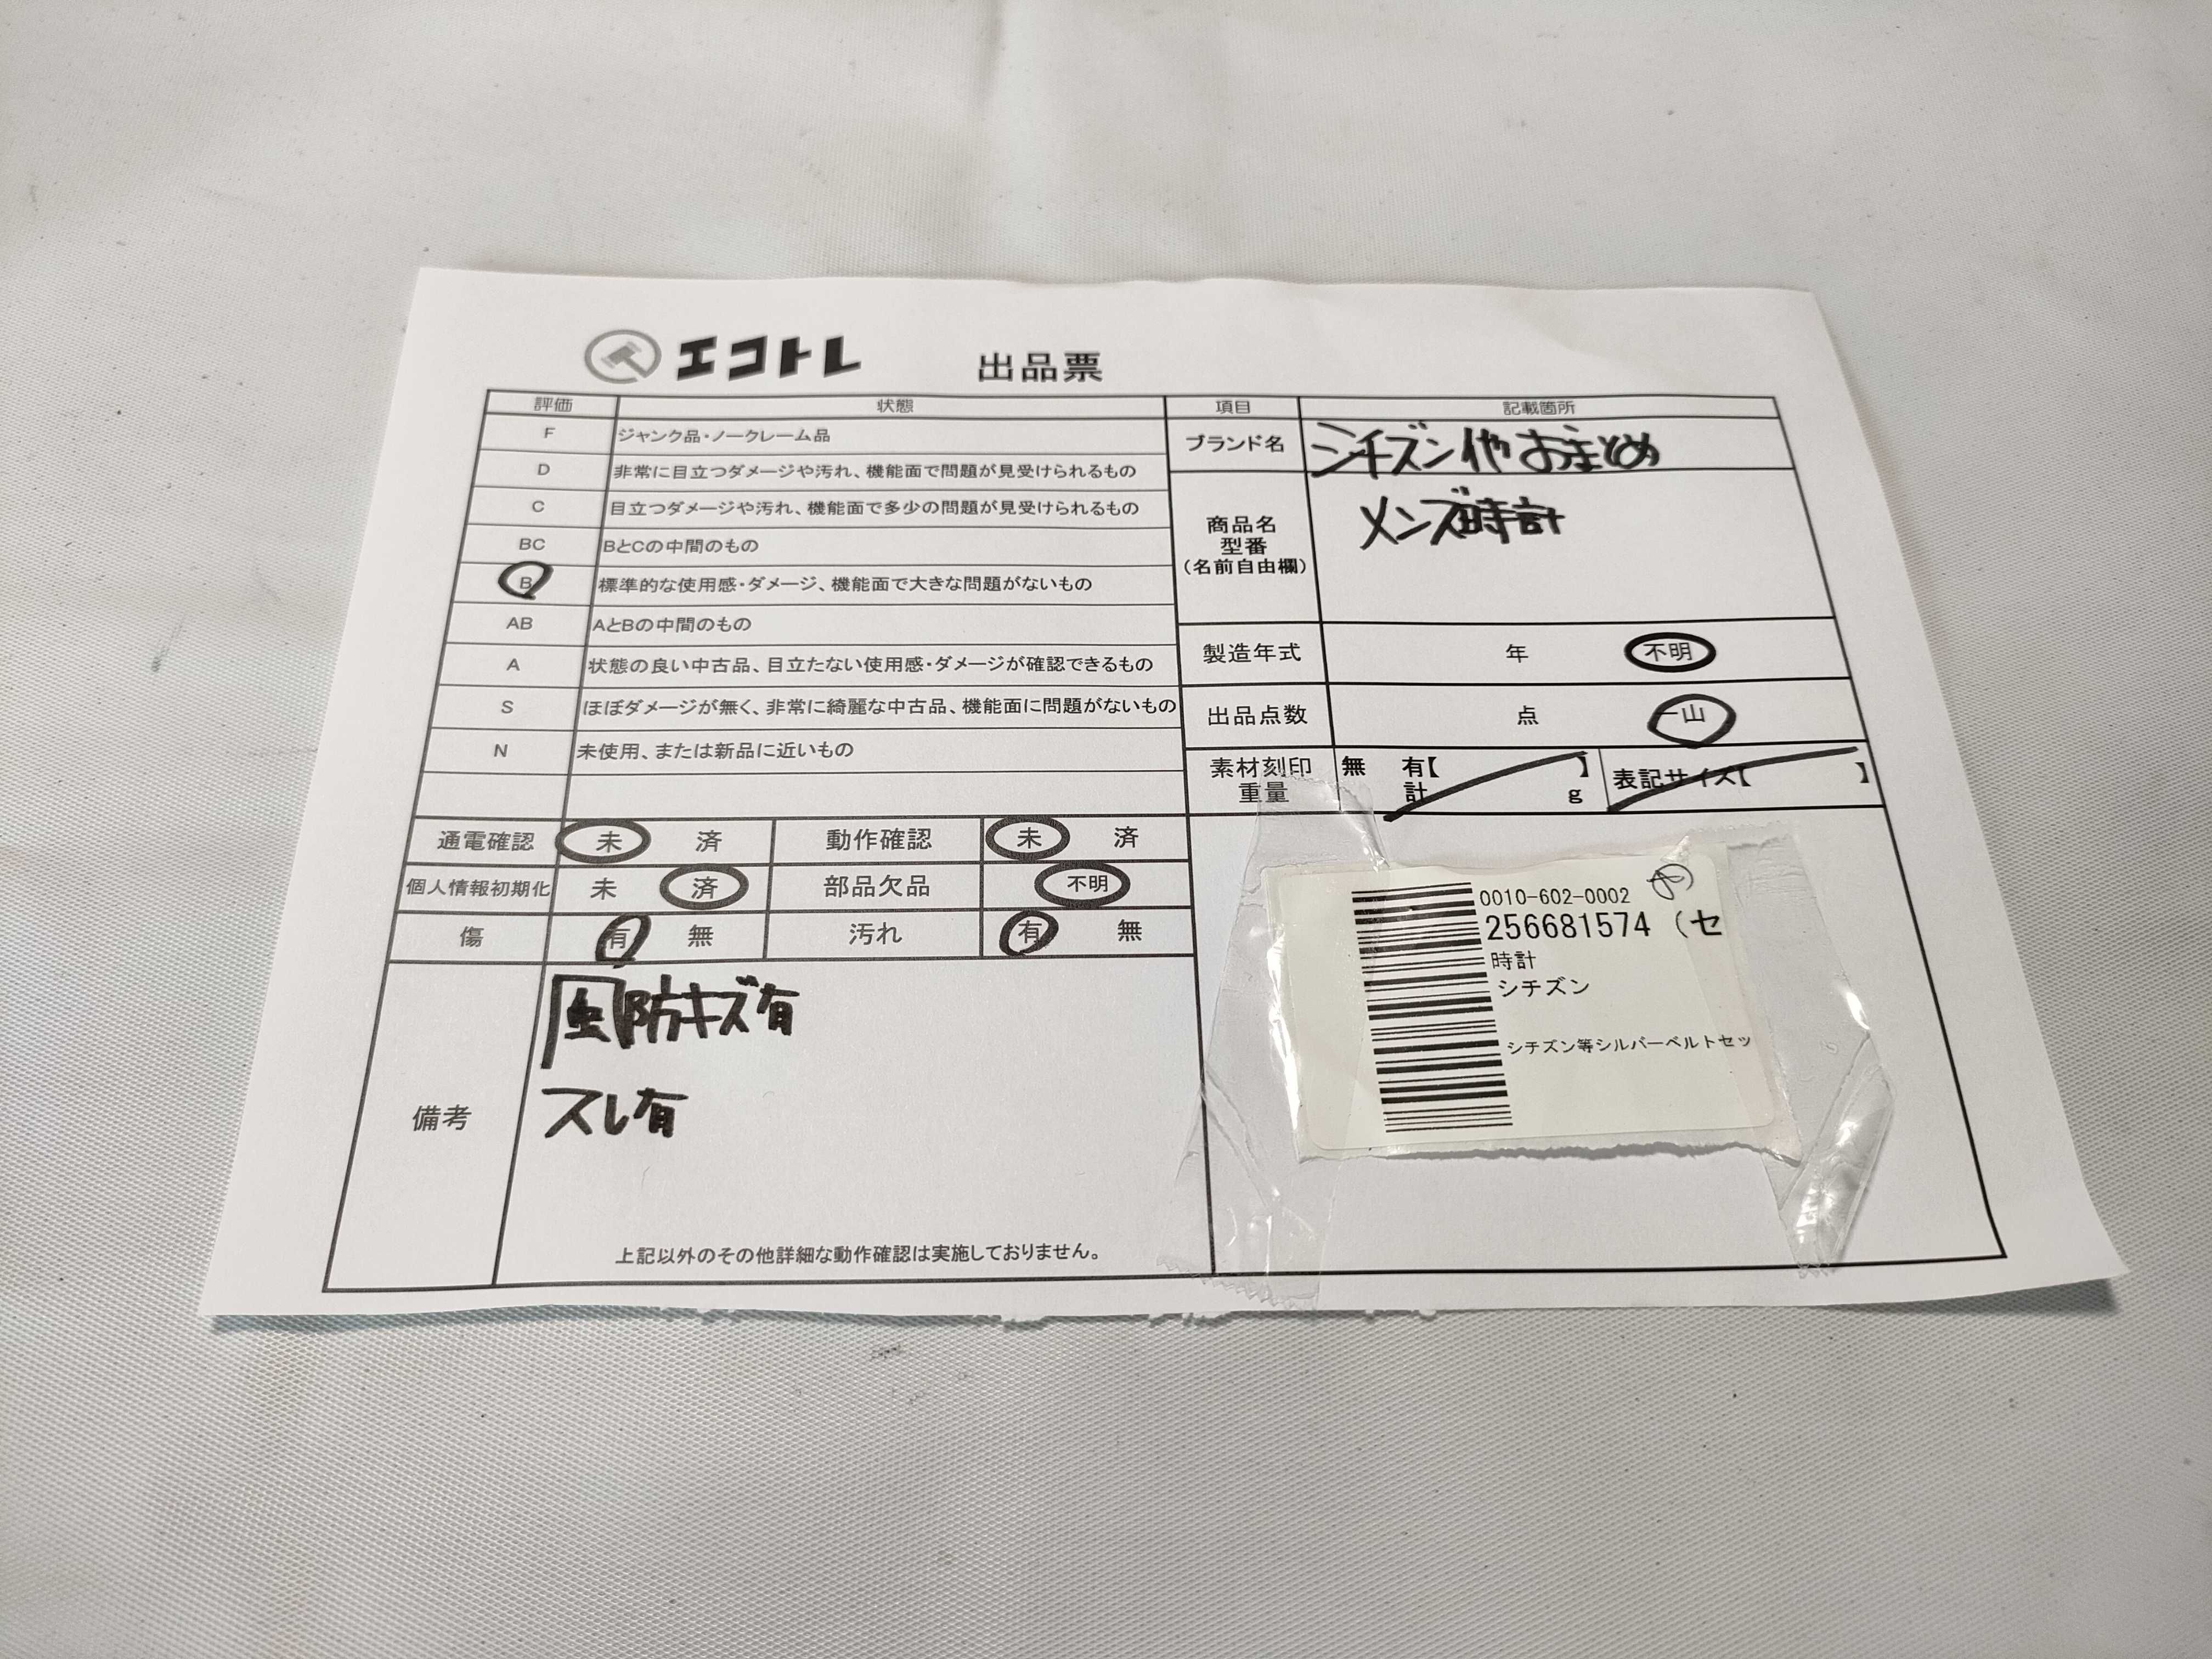 エコトレ 出品票
評価 状態
F ジャンク品・ノークレーム品
D 非常に目立つダメージや汚れ、機能面で問題が見受けられるもの
C 目立つダメージや汚れ、機能面で多少の問題が見受けられるもの
BC BとCの中間のもの
B 標準的な使用感・ダメージ、機能面で大きな問題がないもの
AB AとBの中間のもの
A 状態の良い中古品、目立たない使用感・ダメージが確認できるもの
S ほぼダメージが無く、非常に綺麗な中古品、機能面に問題がないもの
N 未使用、または新品に近いもの
項目 記載箇所
ブランド名 シチズン他おまとめ
商品名
型番
(名前自由欄)
メンズ時計
製造年式 年 不明
出品点数 点 一山
素材刻印 無 有【 】 表記サイズ【 】
重量 計 g
通電確認 未 済 動作確認 未 済
個人情報初期化 未 済 部品欠品 不明
傷 有 無 汚れ 有 無
備考
風防キズ有
スレ有
上記以外のその他詳細な動作確認は実施しておりません。
0010-602-0002
256681574 (セ
時計
シチズン
シチズン等シルバーベルトセッ